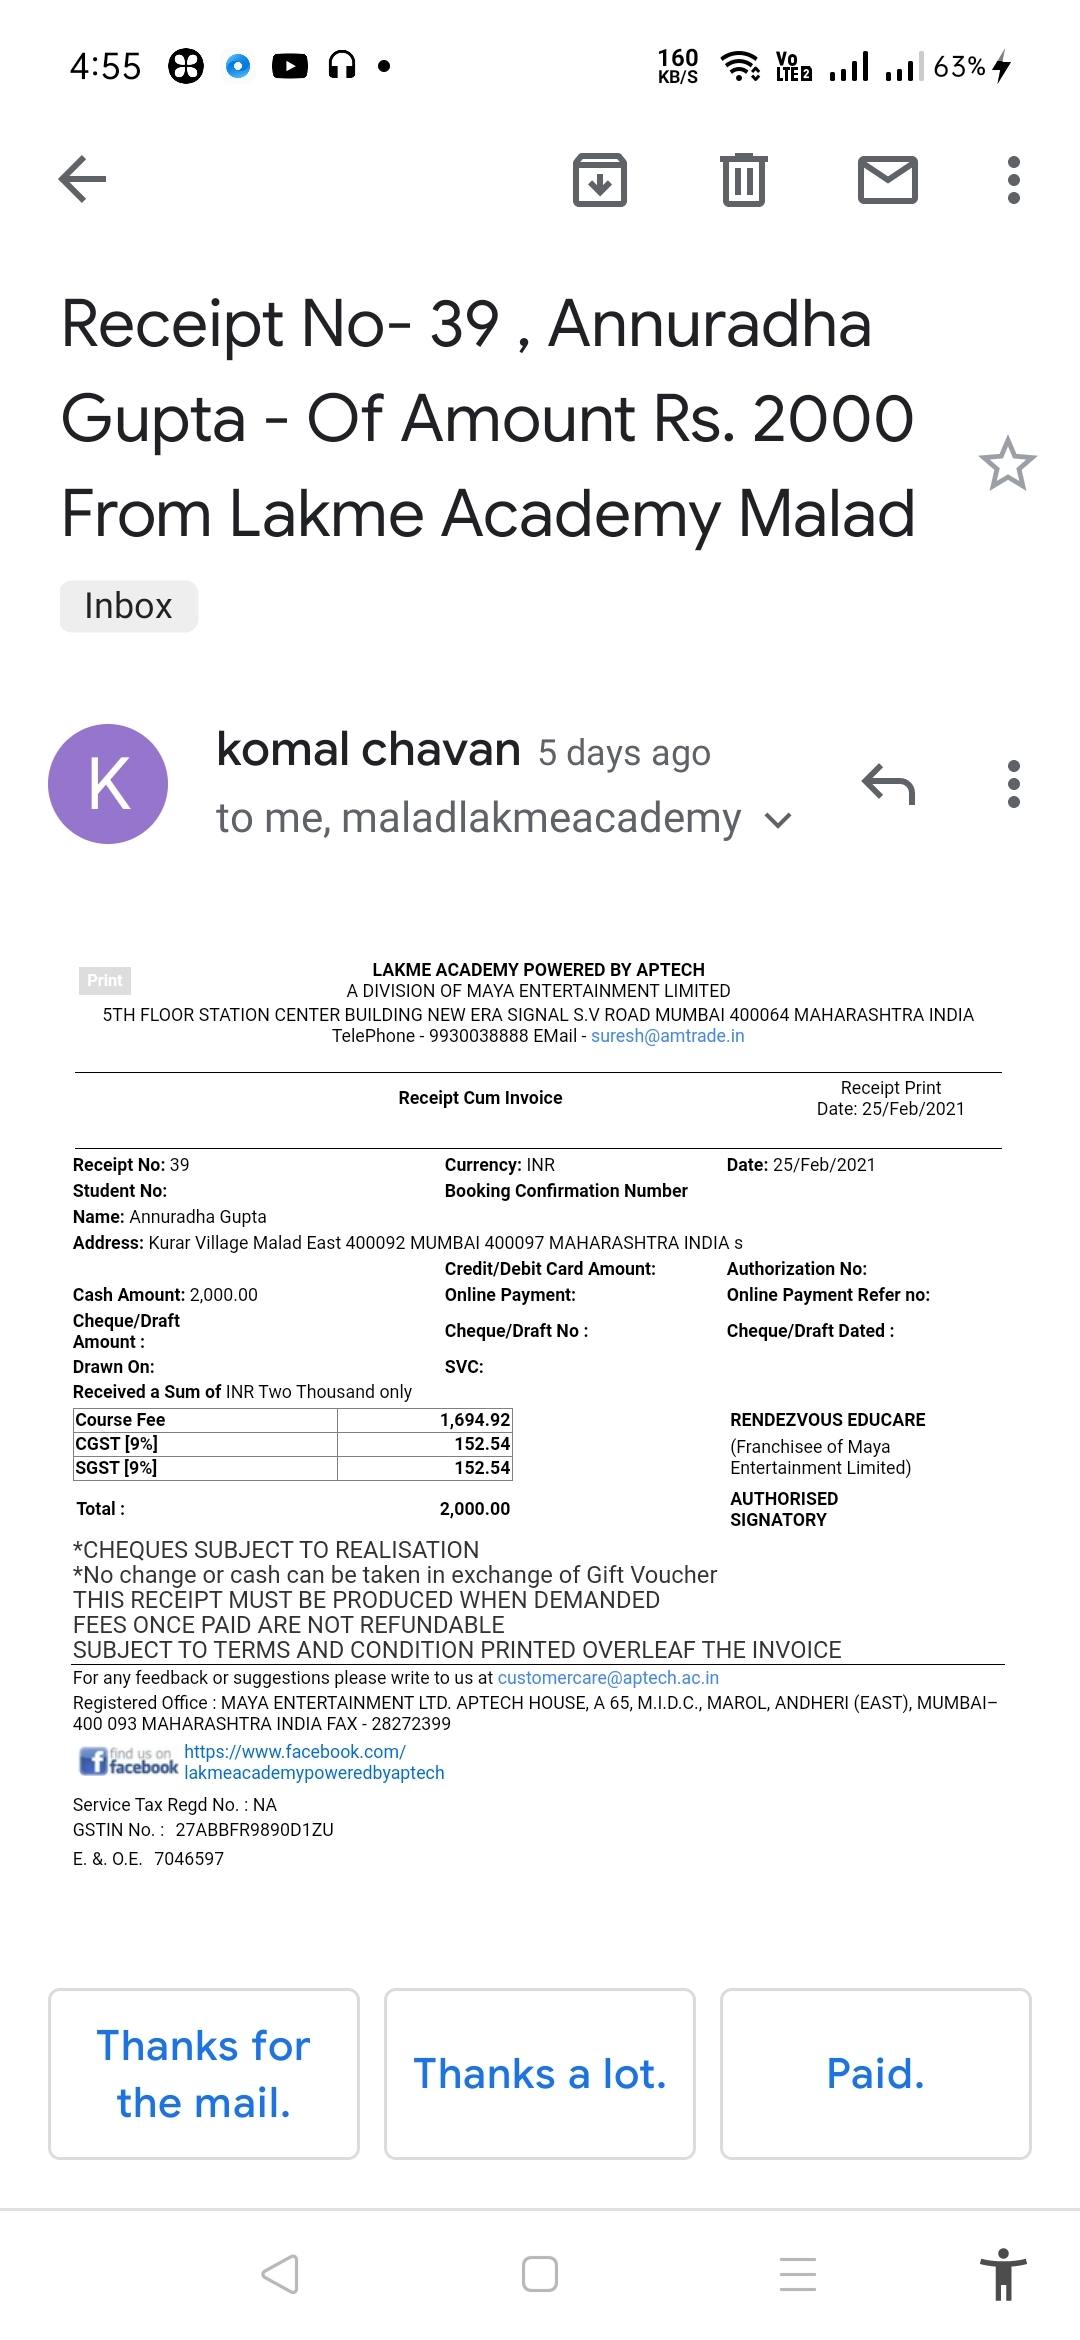 4:55
160 KB/S
Vo LTE 2
63%
Receipt No- 39 , Annuradha
Gupta - Of Amount Rs. 2000
From Lakme Academy Malad
Inbox
K
komal chavan 5 days ago
to me, maladlakmeacademy
Print
LAKME ACADEMY POWERED BY APTECH
A DIVISION OF MAYA ENTERTAINMENT LIMITED
5TH FLOOR STATION CENTER BUILDING NEW ERA SIGNAL S.V ROAD MUMBAI 400064 MAHARASHTRA INDIA
TelePhone - 9930038888 EMail - suresh@amtrade.in
Receipt Cum Invoice
Receipt Print
Date: 25/Feb/2021
Receipt No: 39 Currency: INR Date: 25/Feb/2021
Student No: Booking Confirmation Number
Name: Annuradha Gupta
Address: Kurar Village Malad East 400092 MUMBAI 400097 MAHARASHTRA INDIA s
Credit/Debit Card Amount: Authorization No:
Cash Amount: 2,000.00 Online Payment: Online Payment Refer no:
Cheque/Draft
Amount : Cheque/Draft No : Cheque/Draft Dated :
Drawn On: SVC:
Received a Sum of INR Two Thousand only
Course Fee 1,694.92
CGST [9%] 152.54
SGST [9%] 152.54
Total : 2,000.00
RENDEZVOUS EDUCARE
(Franchisee of Maya
Entertainment Limited)
AUTHORISED
SIGNATORY
*CHEQUES SUBJECT TO REALISATION
*No change or cash can be taken in exchange of Gift Voucher
THIS RECEIPT MUST BE PRODUCED WHEN DEMANDED
FEES ONCE PAID ARE NOT REFUNDABLE
SUBJECT TO TERMS AND CONDITION PRINTED OVERLEAF THE INVOICE
For any feedback or suggestions please write to us at customercare@aptech.ac.in
Registered Office : MAYA ENTERTAINMENT LTD. APTECH HOUSE, A 65, M.I.D.C., MAROL, ANDHERI (EAST), MUMBAI–
400 093 MAHARASHTRA INDIA FAX - 28272399
f find us on facebook
https://www.facebook.com/
lakmeacademypoweredbyaptech
Service Tax Regd No. : NA
GSTIN No. : 27ABBFR9890D1ZU
E. &. O.E. 7046597
Thanks for
the mail.
Thanks a lot.
Paid.